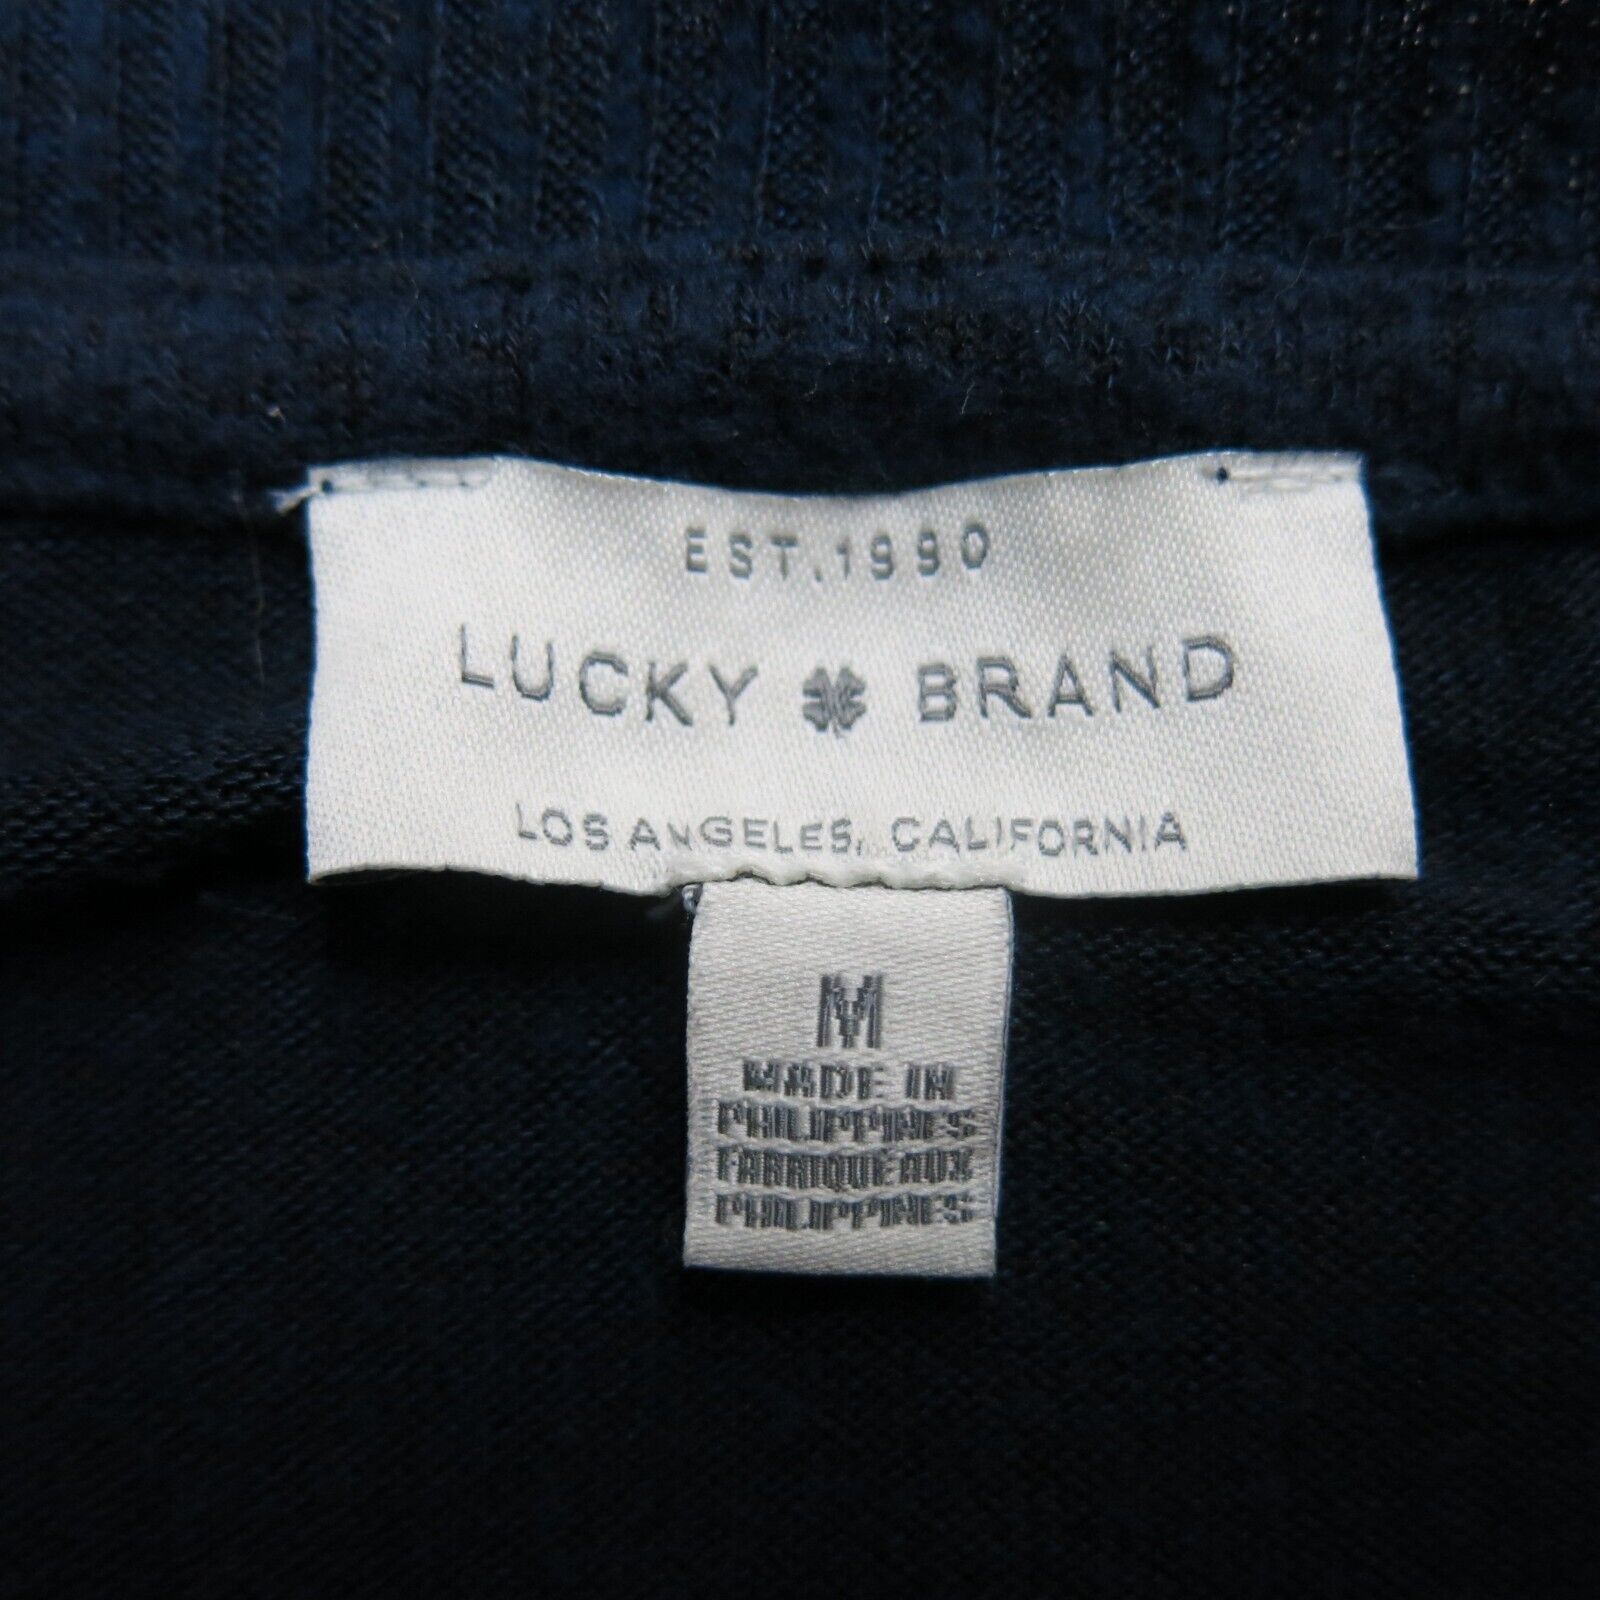 EST.1990
LUCKY BRAND
LOS ANGELES, CALIFORNIA
M
MADE IN
PHILIPPINES
FABRIQUÉ AUX
PHILIPPINES